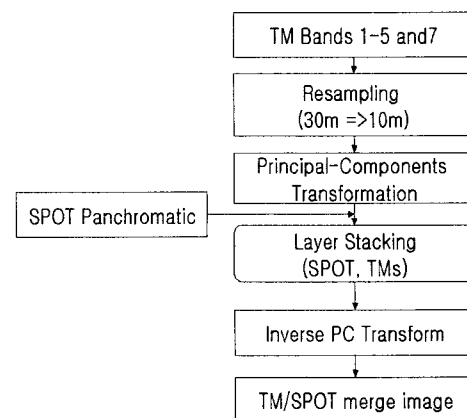 TM Bands 1-5 and7
Resampling
(30m =>10m)
Principal-Components
Transformation
SPOT Panchromatic
Layer Stacking
(SPOT, TMs)
Inverse PC Transform
TM/SPOT merge image